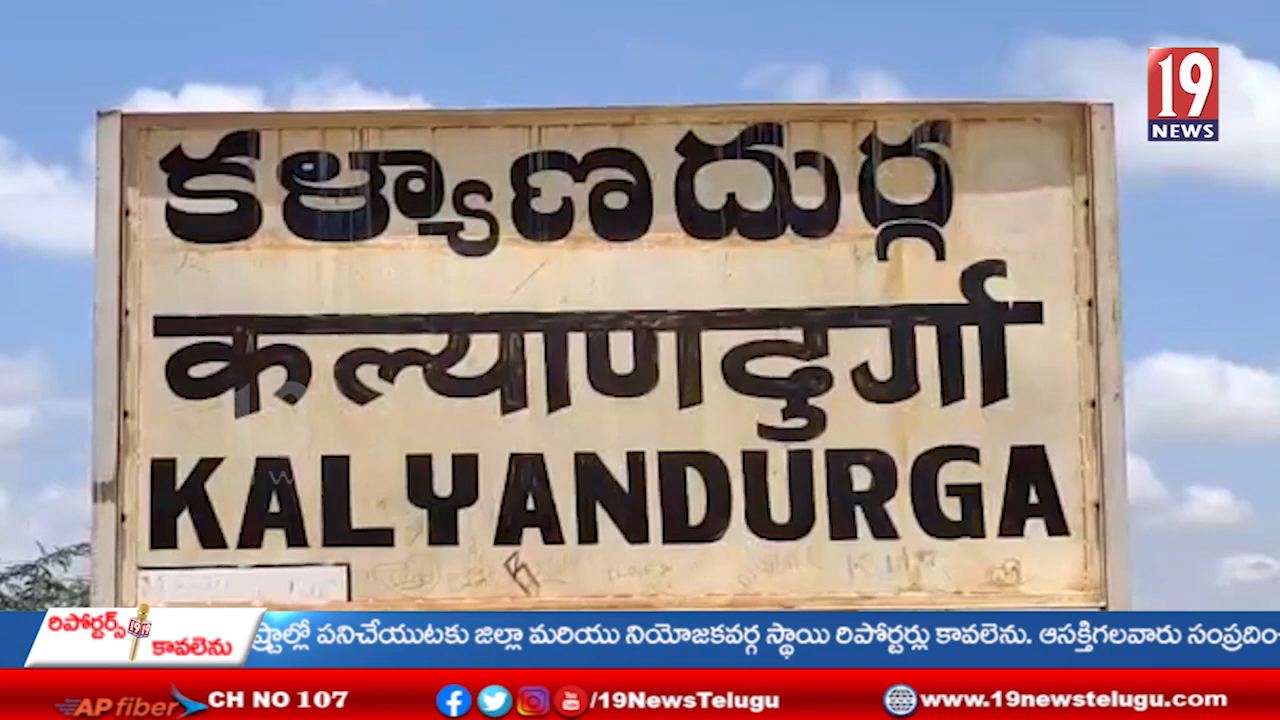 19
NEWS
కళ్యాణదుర్గ
कल्याणदुर्गा
KALYANDURGA
రిపోర్టర్స్
1919
కావలెను
ష్ట్రాల్లో పనిచేయుటకు జిల్లా మరియు నియోజకవర్గ స్థాయి రిపోర్టర్లు కావలెను. ఆసక్తిగలవారు సంప్రదించ
AP fiber CH NO 107 /19NewsTelugu www.19newstelugu.com